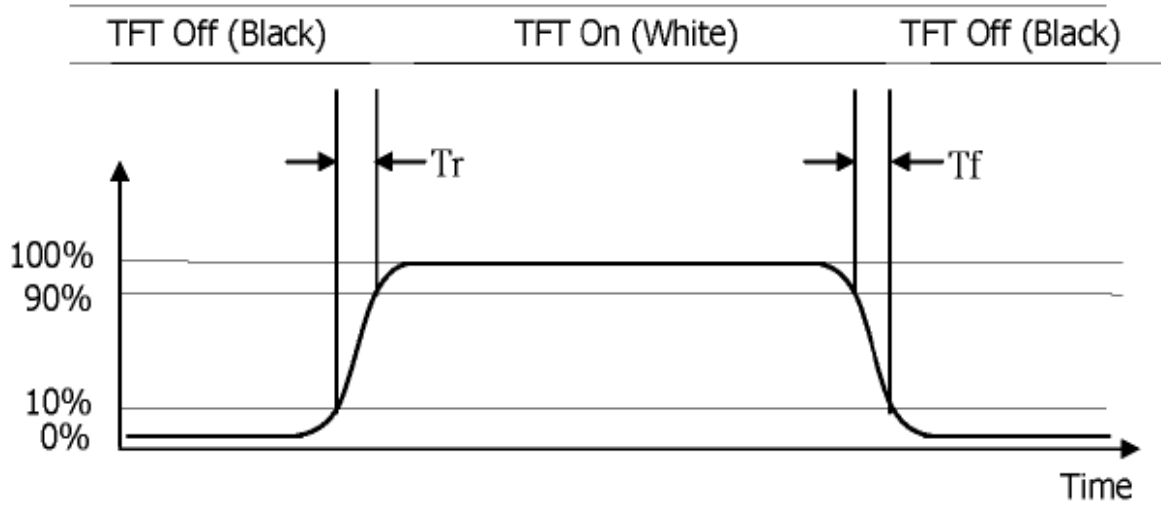 TFT Off (Black) TFT On (White) TFT Off (Black)
Tr Tf
100%
90%
10%
0%
Time